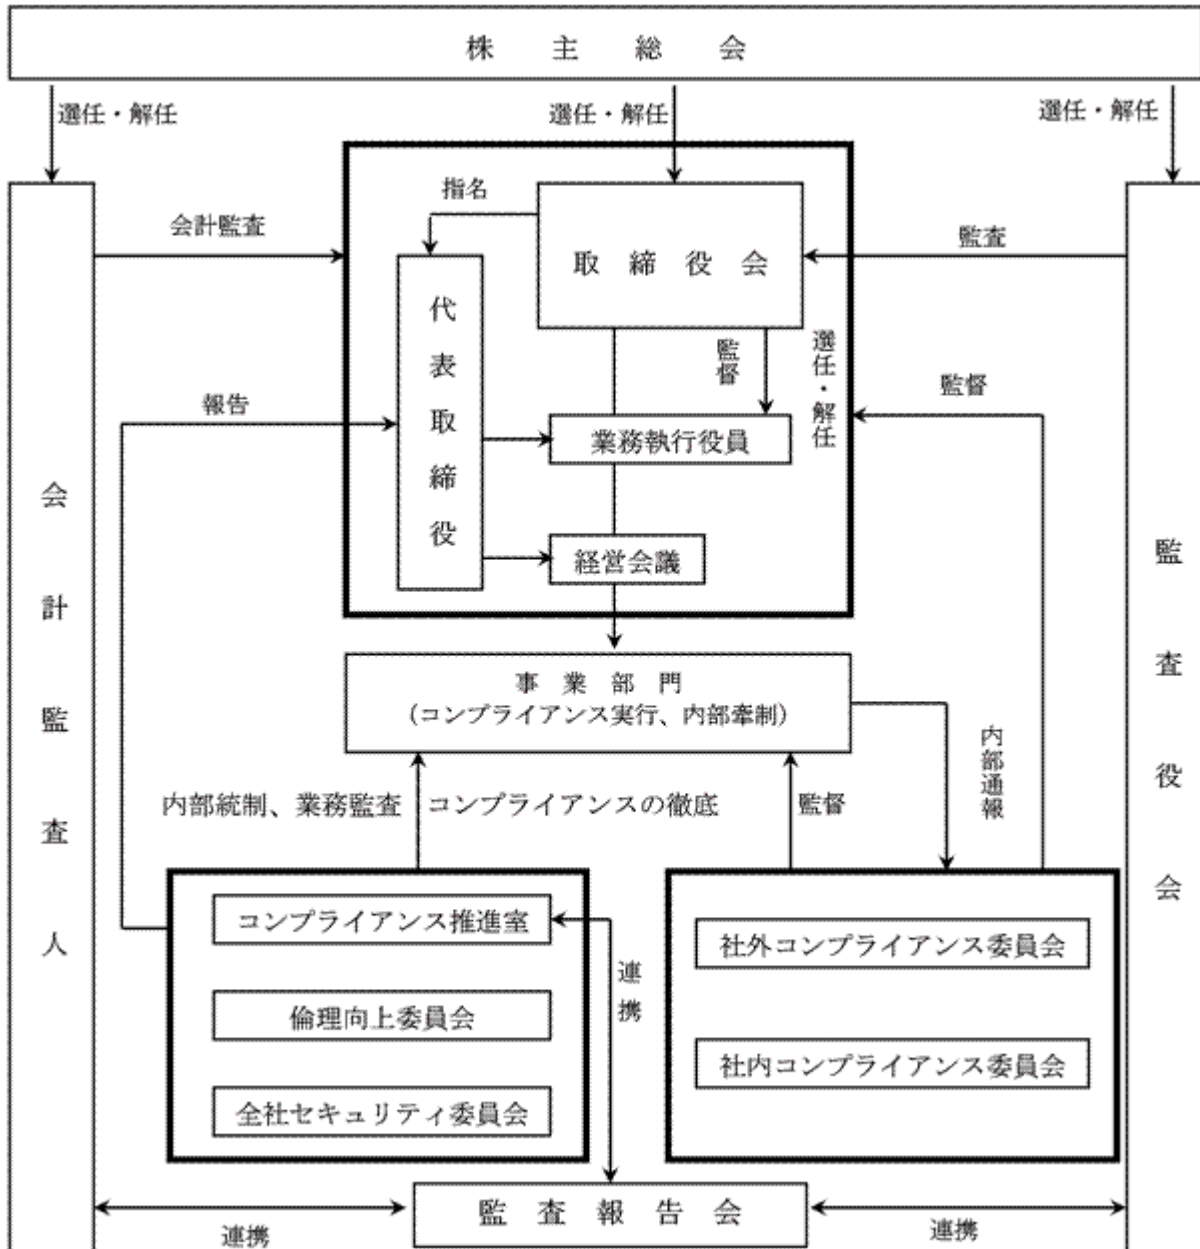 株主総会
選任・解任
選任・解任
選任・解任
指名
会計監査
取締役会
監査
代表取締役
監督
選任・解任
報告
監督
業務執行役員
経営会議
会計監査人
監査役会
事業部門
（コンプライアンス実行、内部牽制）
内部通報
内部統制、業務監査
コンプライアンスの徹底
監督
コンプライアンス推進室
倫理向上委員会
全社セキュリティ委員会
連携
社外コンプライアンス委員会
社内コンプライアンス委員会
監査報告会
連携
連携